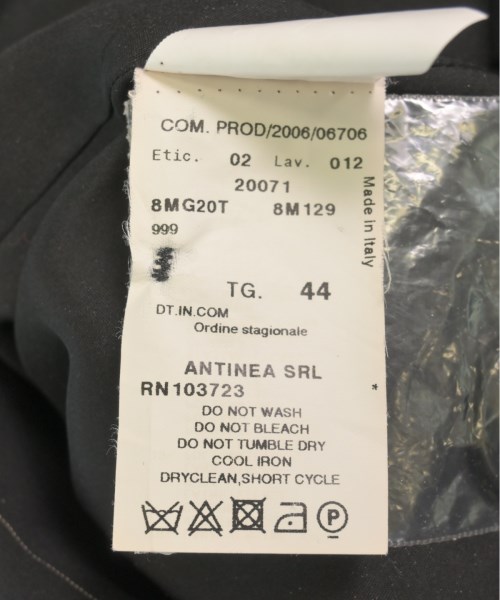 COM. PROD/2006/06706
Etic. 02 Lav. 012
20071
8MG20T 8M129
999
Made in Italy
TG. 44
DT.IN.COM
Ordine stagionale
ANTINEA SRL
RN103723
*
DO NOT WASH
DO NOT BLEACH
DO NOT TUMBLE DRY
COOL IRON
DRYCLEAN,SHORT CYCLE
P